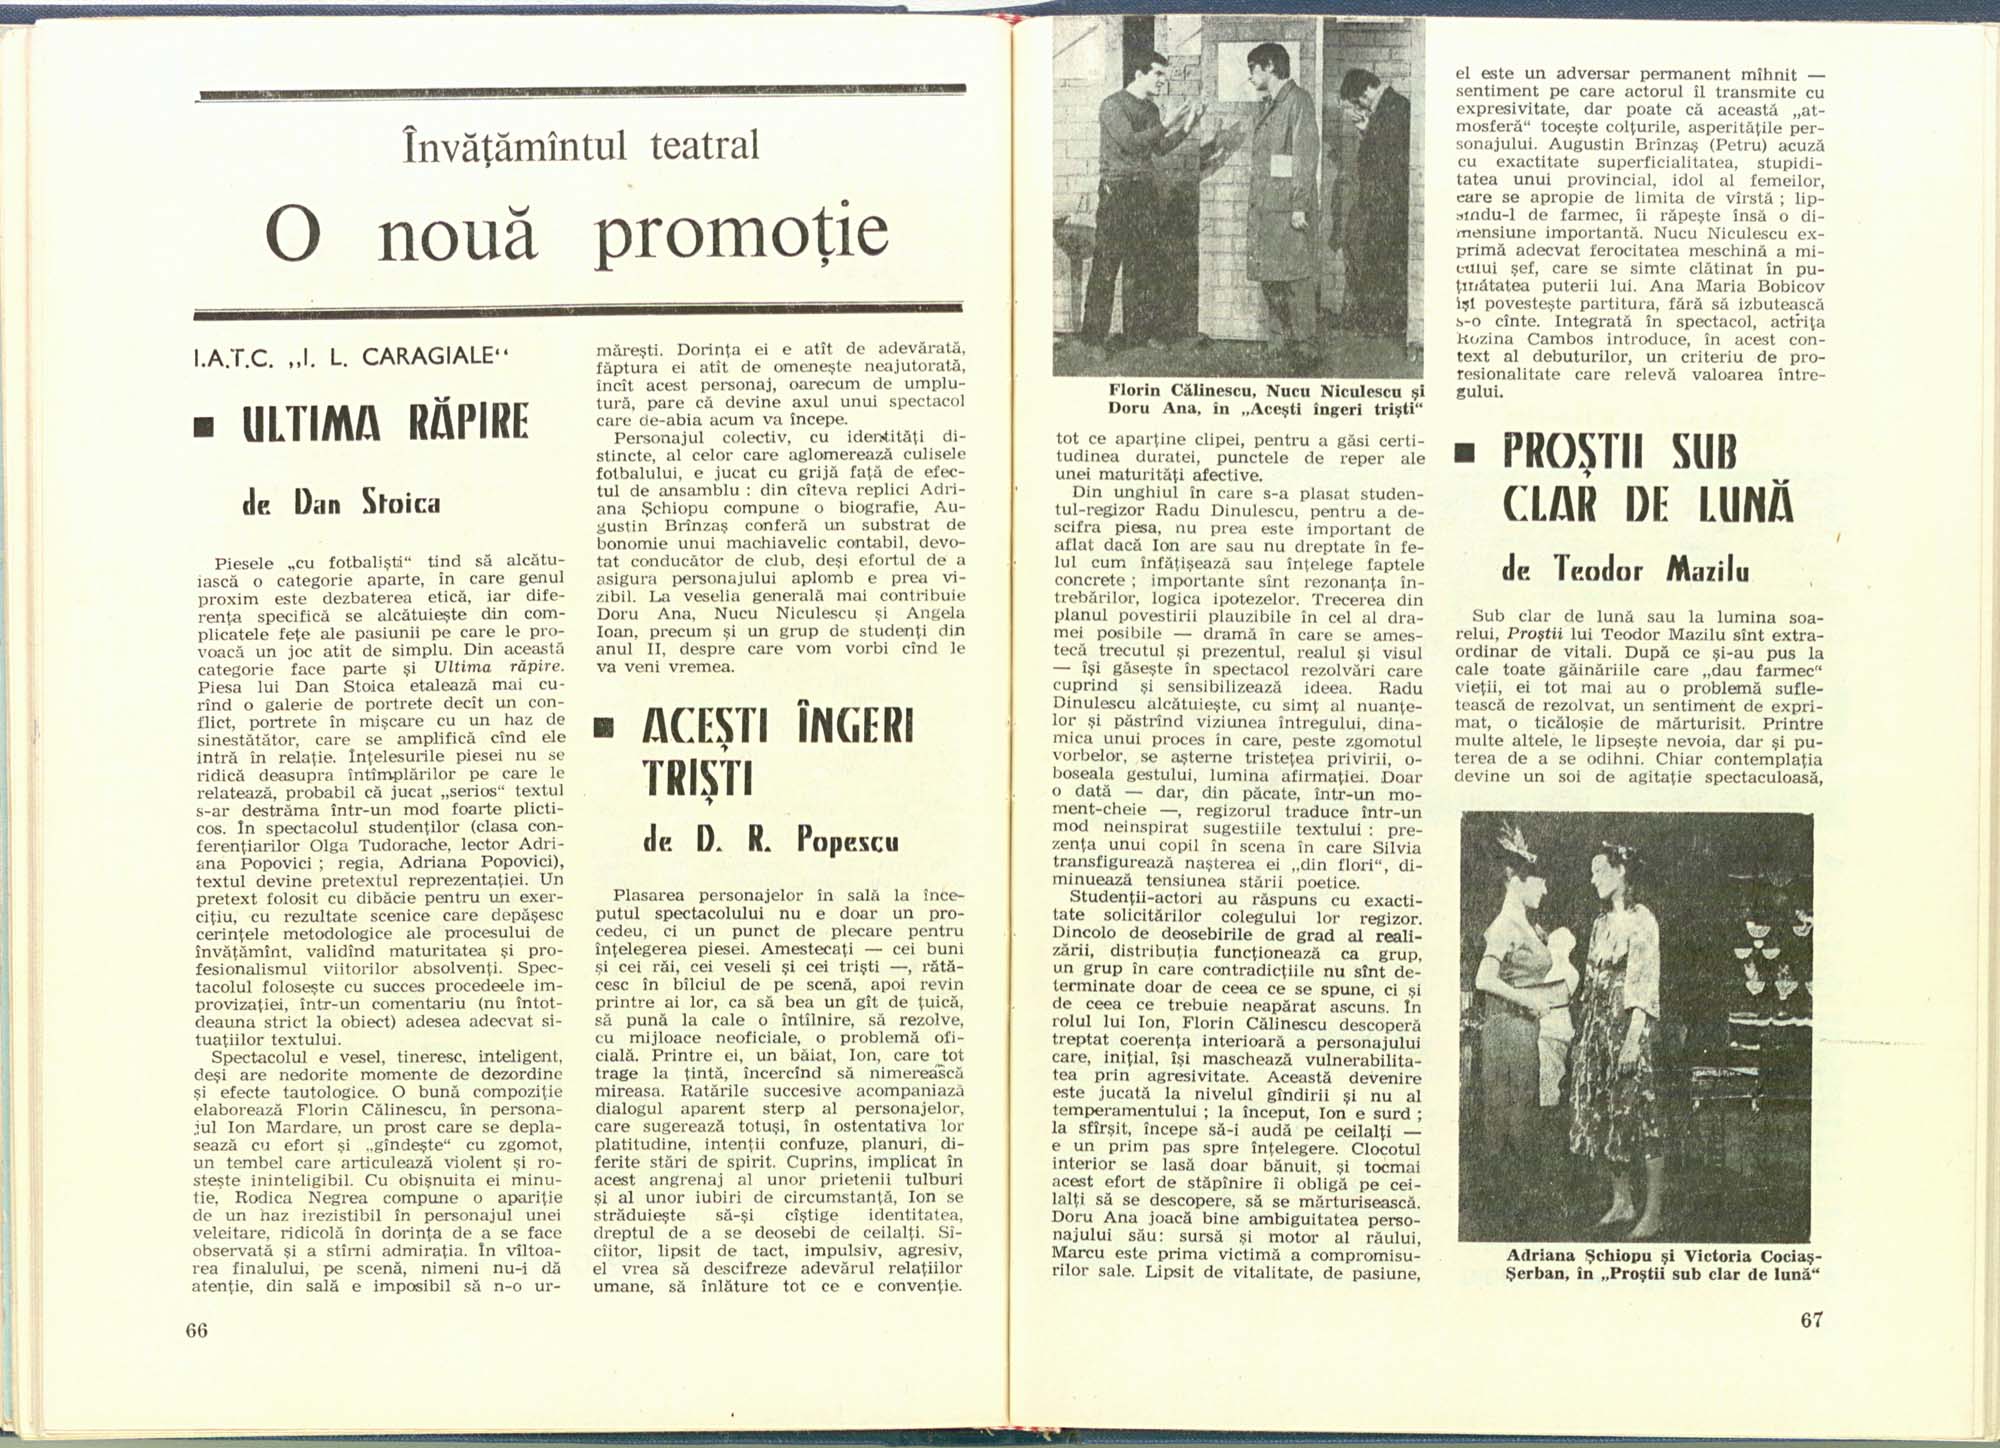 Învățămîntul teatral
O nouă promoție
I.A.T.C. „I. L. CARAGIALE“
■ ULTIMA RĂPIRE
de Dan Stoica
Piesele „cu fotbaliști“ tind să alcătu-
iască o categorie aparte, în care genul
proxim este dezbaterea etică, iar dife-
rența specifică se alcătuiește din com-
plicatele fețe ale pasiunii pe care le pro-
voacă un joc atît de simplu. Din această
categorie face parte și Ultima răpire.
Piesa lui Dan Stoica etalează mai cu-
rînd o galerie de portrete decît un con-
flict, portrete în mișcare cu un haz de
sinestătător, care se amplifică cînd ele
intră în relație. Înțelesurile piesei nu se
ridică deasupra întîmplărilor pe care le
relatează, probabil că jucat „serios“ textul
s-ar destrăma într-un mod foarte plicti-
cos. În spectacolul studenților (clasa con-
ferențiarilor Olga Tudorache, lector Adri-
ana Popovici ; regia, Adriana Popovici),
textul devine pretextul reprezentației. Un
pretext folosit cu dibăcie pentru un exer-
cițiu, cu rezultate scenice care depășesc
cerințele metodologice ale procesului de
învățămînt, validînd maturitatea și pro-
fesionalismul viitorilor absolvenți. Spec-
tacolul folosește cu succes procedeele im-
provizației, într-un comentariu (nu întot-
deauna strict la obiect) adesea adecvat si-
tuațiilor textului.
Spectacolul e vesel, tineresc, inteligent,
deși are nedorite momente de dezordine
și efecte tautologice. O bună compoziție
elaborează Florin Călinescu, în persona-
jul Ion Mardare, un prost care se depla-
sează cu efort și „gîndește“ cu zgomot,
un tembel care articulează violent și ro-
stește ininteligibil. Cu obișnuita ei minu-
ție, Rodica Negrea compune o apariție
de un haz irezistibil în personajul unei
veleitare, ridicolă în dorința de a se face
observată și a stîrni admirația. În vîltoa-
rea finalului, pe scenă, nimeni nu-i dă
atenție, din sală e imposibil să n-o ur-
66
mărești. Dorința ei e atît de adevărată,
făptura ei atît de omenește neajutorată,
încît acest personaj, oarecum de umplu-
tură, pare că devine axul unui spectacol
care de-abia acum va începe.
Personajul colectiv, cu identități di-
stincte, al celor care aglomerează culisele
fotbalului, e jucat cu grijă față de efec-
tul de ansamblu : din cîteva replici Adri-
ana Șchiopu compune o biografie, Au-
gustin Brînzaș conferă un substrat de
bonomie unui machiavelic contabil, devo-
tat conducător de club, deși efortul de a
asigura personajului aplomb e prea vi-
zibil. La veselia generală mai contribuie
Doru Ana, Nucu Niculescu și Angela
Ioan, precum și un grup de studenți din
anul II, despre care vom vorbi cînd le
va veni vremea.
■ ACEȘTI ÎNGERI
TRIȘTI
de D. R. Popescu
Plasarea personajelor în sală la înce-
putul spectacolului nu e doar un pro-
cedeu, ci un punct de plecare pentru
înțelegerea piesei. Amestecați — cei buni
și cei răi, cei veseli și cei triști —, rătă-
cesc în bîlciul de pe scenă, apoi revin
printre ai lor, ca să bea un gît de țuică,
să pună la cale o întîlnire, să rezolve,
cu mijloace neoficiale, o problemă ofi-
cială. Printre ei, un băiat, Ion, care tot
trage la țintă, încercînd să nimerească
mireasa. Ratările succesive acompaniază
dialogul aparent sterp al personajelor,
care sugerează totuși, în ostentativa lor
platitudine, intenții confuze, planuri, di-
ferite stări de spirit. Cuprins, implicat în
acest angrenaj al unor prietenii tulburi
și al unor iubiri de circumstanță, Ion se
străduiește să-și cîștige identitatea,
dreptul de a se deosebi de ceilalți. Sî-
cîitor, lipsit de tact, impulsiv, agresiv,
el vrea să descifreze adevărul relațiilor
umane, să înlăture tot ce e convenție.
Florin Călinescu, Nucu Niculescu și
Doru Ana, în „Acești îngeri triști“
tot ce aparține clipei, pentru a găsi certi-
tudinea duratei, punctele de reper ale
unei maturități afective.
Din unghiul în care s-a plasat studen-
tul-regizor Radu Dinulescu, pentru a de-
scifra piesa, nu prea este important de
aflat dacă Ion are sau nu dreptate în fe-
lul cum înfățișează sau înțelege faptele
concrete ; importante sînt rezonanța în-
trebărilor, logica ipotezelor. Trecerea din
planul povestirii plauzibile în cel al dra-
mei posibile — dramă în care se ames-
tecă trecutul și prezentul, realul și visul
— își găsește în spectacol rezolvări care
cuprind și sensibilizează ideea. Radu
Dinulescu alcătuiește, cu simț al nuanțe-
lor și păstrînd viziunea întregului, dina-
mica unui proces în care, peste zgomotul
vorbelor, se așterne tristețea privirii, o-
boseala gestului, lumina afirmației. Doar
o dată — dar, din păcate, într-un mo-
ment-cheie —, regizorul traduce într-un
mod neinspirat sugestiile textului : pre-
zența unui copil în scena în care Silvia
transfigurează nașterea ei „din flori“, di-
minuează tensiunea stării poetice.
Studenții-actori au răspuns cu exacti-
tate solicitărilor colegului lor regizor.
Dincolo de deosebirile de grad al reali-
zării, distribuția funcționează ca grup,
un grup în care contradicțiile nu sînt de-
terminate doar de ceea ce se spune, ci și
de ceea ce trebuie neapărat ascuns. În
rolul lui Ion, Florin Călinescu descoperă
treptat coerența interioară a personajului
care, inițial, își maschează vulnerabilita-
tea prin agresivitate. Această devenire
este jucată la nivelul gîndirii și nu al
temperamentului ; la început, Ion e surd ;
la sfîrșit, începe să-i audă pe ceilalți —
e un prim pas spre înțelegere. Clocotul
interior se lasă doar bănuit, și tocmai
acest efort de stăpînire îi obligă pe cei-
lalți să se descopere, să se mărturisească.
Doru Ana joacă bine ambiguitatea perso-
najului său: sursă și motor al răului,
Marcu este prima victimă a compromisu-
rilor sale. Lipsit de vitalitate, de pasiune,
el este un adversar permanent mîhnit —
sentiment pe care actorul îl transmite cu
expresivitate, dar poate că această „at-
mosferă“ tocește colțurile, asperitățile per-
sonajului. Augustin Brînzaș (Petru) acuză
cu exactitate superficialitatea, stupidi-
tatea unui provincial, idol al femeilor,
care se apropie de limita de vîrstă ; lip-
sindu-l de farmec, îi răpește însă o di-
mensiune importantă. Nucu Niculescu ex-
primă adecvat ferocitatea meschină a mi-
cului șef, care se simte clătinat în pu-
ținătatea puterii lui. Ana Maria Bobicov
își povestește partitura, fără să izbutească
s-o cînte. Integrată în spectacol, actrița
Rozina Cambos introduce, în acest con-
text al debuturilor, un criteriu de pro-
fesionalitate care relevă valoarea între-
gului.
■ PROȘTII SUB
CLAR DE LUNĂ
de Teodor Mazilu
Sub clar de lună sau la lumina soa-
relui, Proștii lui Teodor Mazilu sînt extra-
ordinar de vitali. După ce și-au pus la
cale toate găinăriile care „dau farmec“
vieții, ei tot mai au o problemă sufle-
tească de rezolvat, un sentiment de expri-
mat, o ticăloșie de mărturisit. Printre
multe altele, le lipsește nevoia, dar și pu-
terea de a se odihni. Chiar contemplația
devine un soi de agitație spectaculoasă,
Adriana Șchiopu și Victoria Cociaș-
Șerban, în „Proștii sub clar de lună“
67